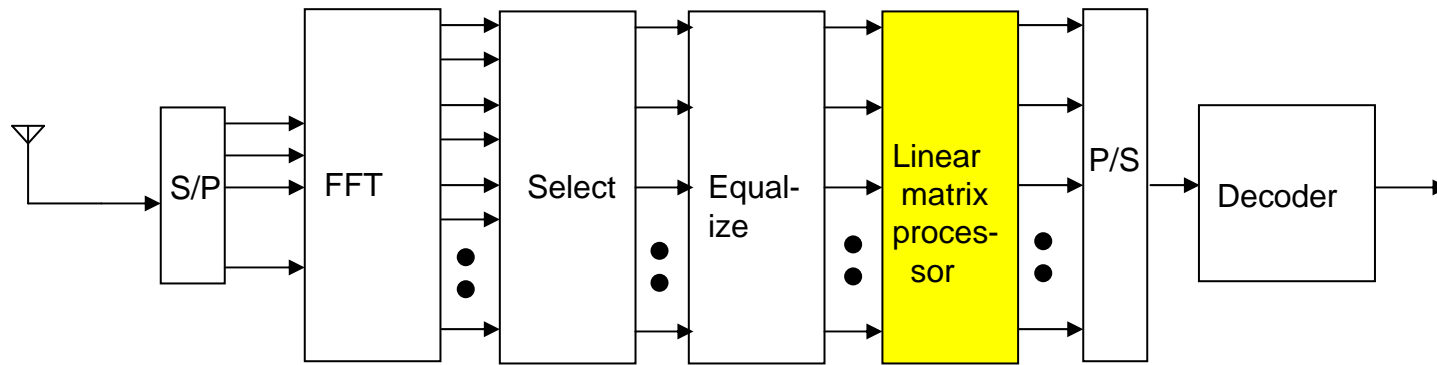 S/P
FFT
Select
Equal-
ize
Linear
matrix
proces-
sor
P/S
Decoder